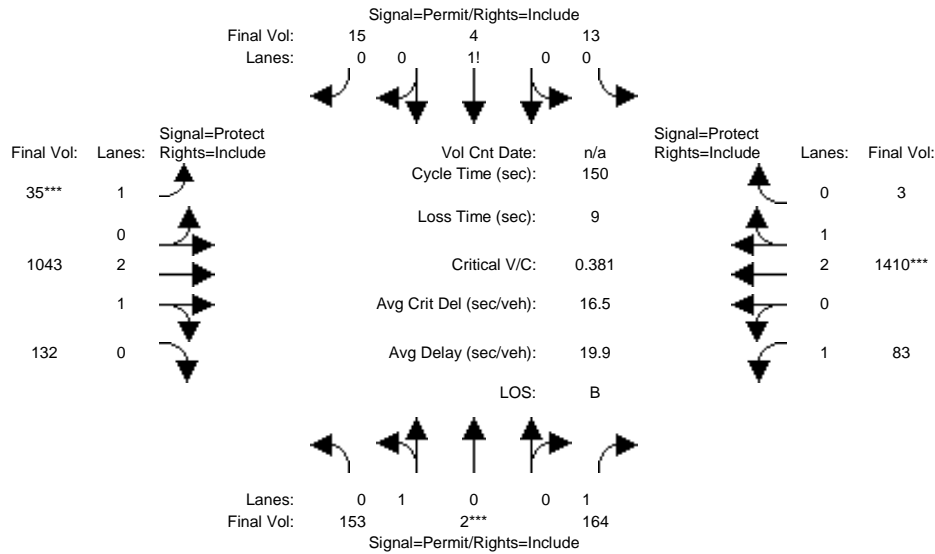 Signal=Permit/Rights=Include
Final Vol: 15 4 13
Lanes: 0 0 1! 0 0
Signal=Protect Signal=Protect
Final Vol: Lanes: Rights=Include Vol Cnt Date: n/a Rights=Include Lanes: Final Vol:
Cycle Time (sec): 150
35*** 1 0 3
Loss Time (sec): 9
0 1
1043 2 Critical V/C: 0.381 2 1410***
1 Avg Crit Del (sec/veh): 16.5 0
132 0 Avg Delay (sec/veh): 19.9 1 83
LOS: B
Lanes: 0 1 0 0 1
Final Vol: 153 2*** 164
Signal=Permit/Rights=Include